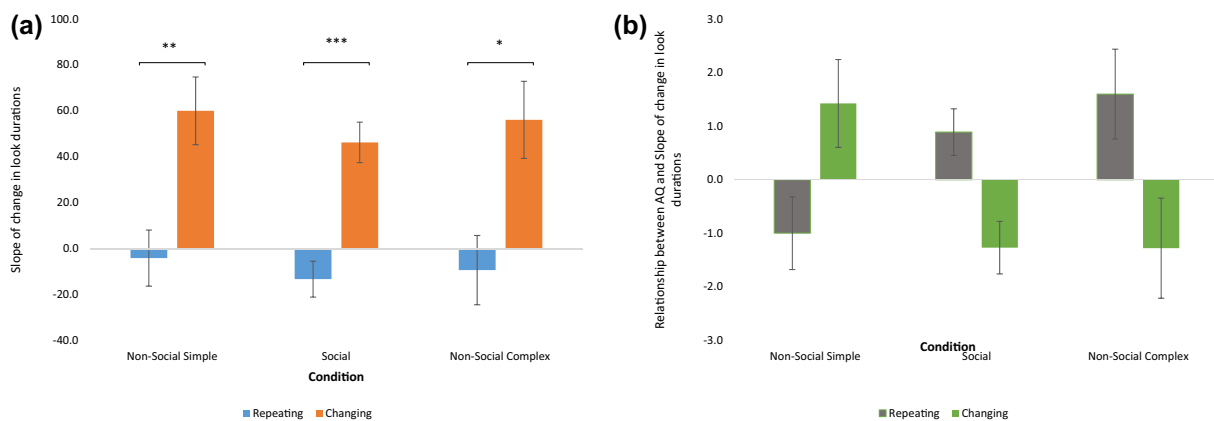 (a)
Slope of change in look durations
100.0
80.0
60.0
40.0
20.0
0.0
-20.0
-40.0
**
***
*
Non-Social Simple
Social
Non-Social Complex
Condition
Repeating
Changing
(b)
Relationship between AQ and Slope of change in look
durations
3.0
2.0
1.0
0.0
-1.0
-2.0
-3.0
Non-Social Simple
Social
Non-Social Complex
Condition
Repeating
Changing